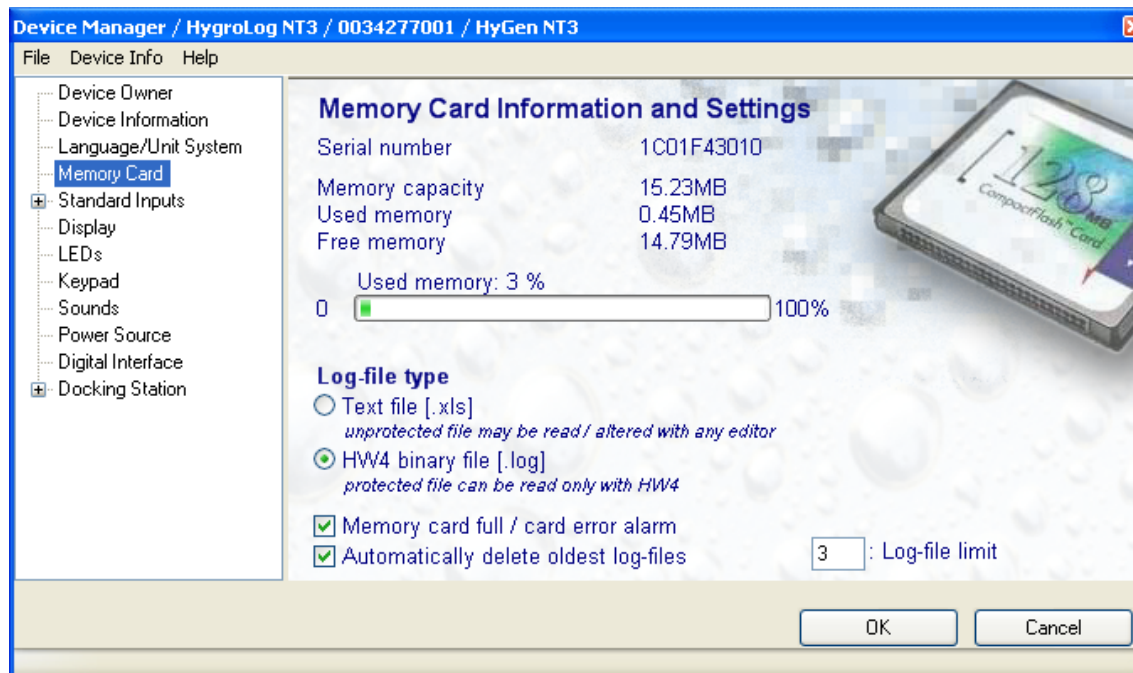 Device Manager / HygroLog NT3 / 0034277001 / HyGen NT3
File Device Info Help
Device Owner
Device Information
Language/Unit System
Memory Card
Standard Inputs
Display
LEDs
Keypad
Sounds
Power Source
Digital Interface
Docking Station
Memory Card Information and Settings
Serial number 1C01F43010
Memory capacity 15.23MB
Used memory 0.45MB
Free memory 14.79MB
Used memory: 3 %
0 100%
Log-file type
Text file [.xls]
unprotected file may be read / altered with any editor
HW4 binary file [.log]
protected file can be read only with HW4
Memory card full / card error alarm
Automatically delete oldest log-files 3 : Log-file limit
128 MB
CompactFlash™ Card
OK Cancel